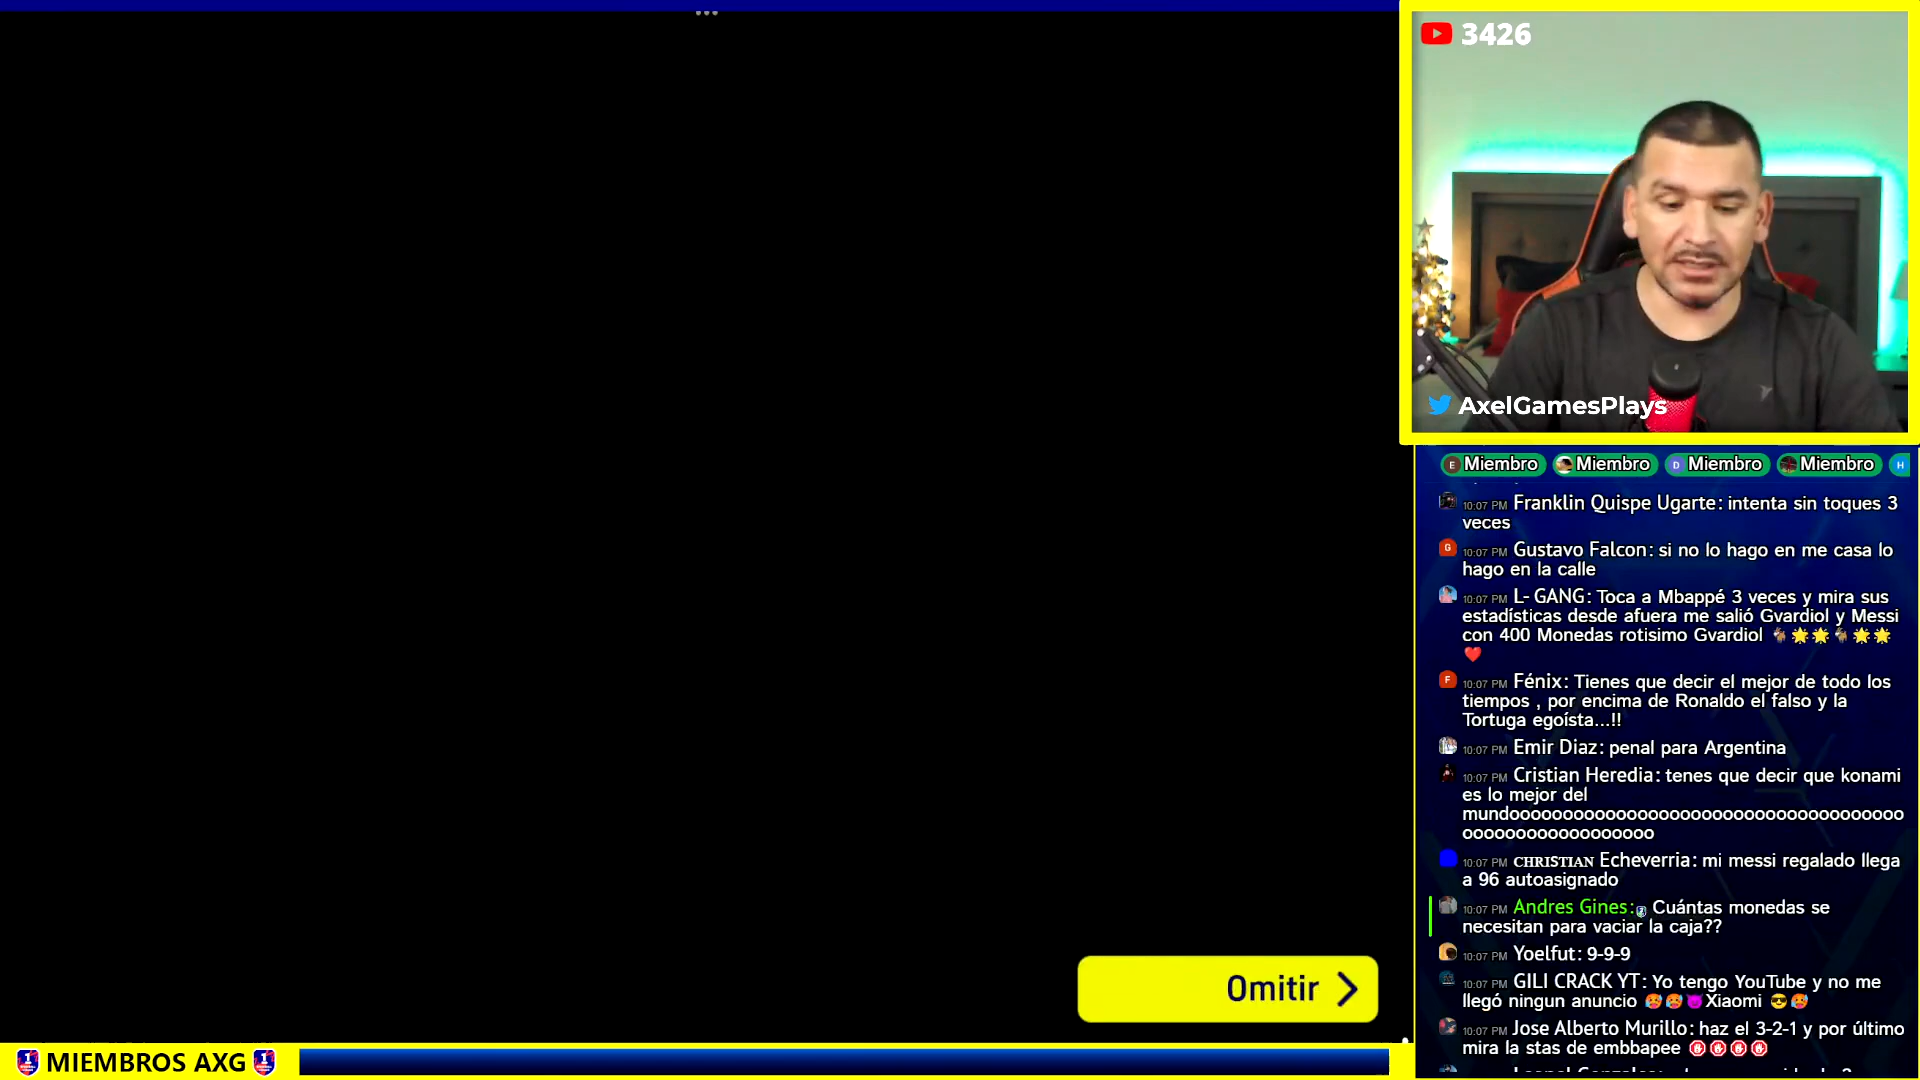 3426
AxelGamesPlays
Miembro Miembro Miembro Miembro
10:07 PM Franklin Quispe Ugarte: intenta sin toques 3
veces
10:07 PM Gustavo Falcon: si no lo hago en me casa lo
hago en la calle
10:07 PM L- GANG: Toca a Mbappé 3 veces y mira sus
estadísticas desde afuera me salió Gvardiol y Messi
con 400 Monedas rotisimo Gvardiol 🐐🌟🌟🐐🌟🌟
❤️
10:07 PM Fénix: Tienes que decir el mejor de todo los
tiempos , por encima de Ronaldo el falso y la
Tortuga egoísta...!!
10:07 PM Emir Diaz: penal para Argentina
10:07 PM Cristian Heredia: tenes que decir que konami
es lo mejor del
mundooooooooooooooooooooooooooooooooooooo
oooooooooooooooooo
10:07 PM ᴄʜʀɪsᴛɪᴀɴ Echeverria: mi messi regalado llega
a 96 autoasignado
10:07 PM Andres Gines: Cuántas monedas se
necesitan para vaciar la caja??
10:07 PM Yoelfut: 9-9-9
10:07 PM GILI CRACK YT: Yo tengo YouTube y no me
llegó ningun anuncio 🥵🥵😈Xiaomi 😎🥵
10:07 PM Jose Alberto Murillo: haz el 3-2-1 y por último
mira la stas de embbapee
Omitir
MIEMBROS AXG